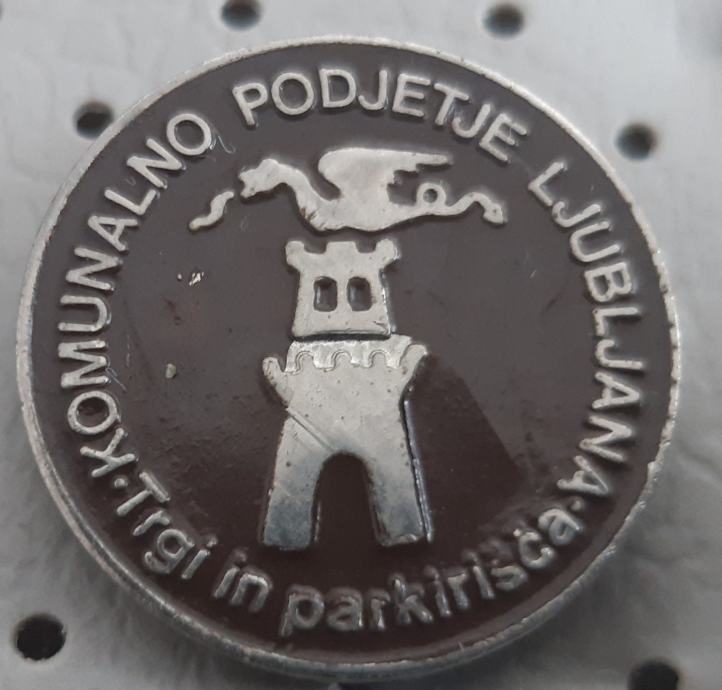 KOMUNALNO PODJETJE LJUBLJANA
·Trgi in parkirišča·